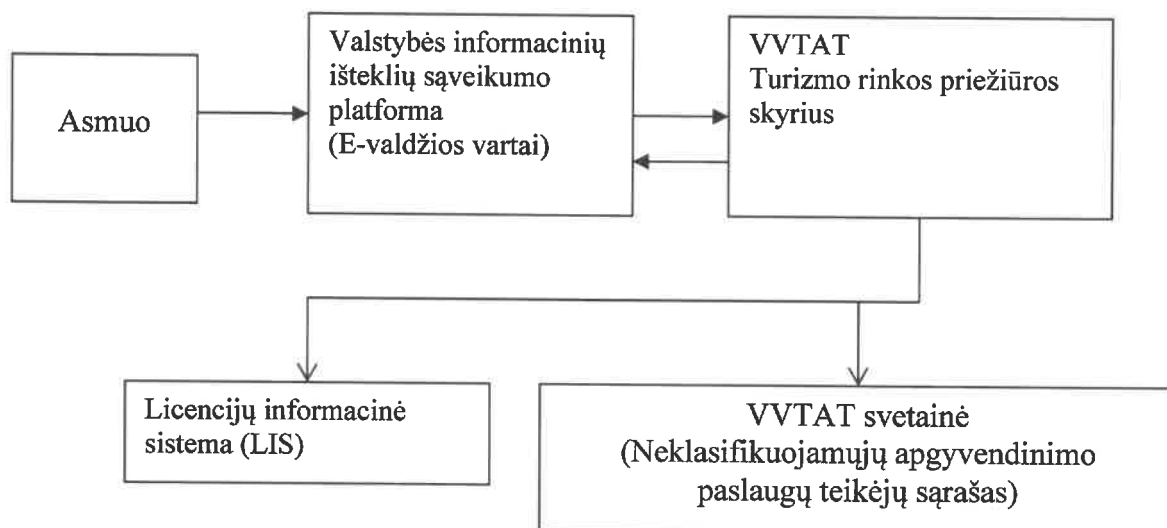 Asmuo
Valstybės informacinių
išteklių sąveikumo
platforma
(E-valdžios vartai)
VVTAT
Turizmo rinkos priežiūros
skyrius
Licencijų informacinė
sistema (LIS)
VVTAT svetainė
(Neklasifikuojamųjų apgyvendinimo
paslaugų teikėjų sąrašas)